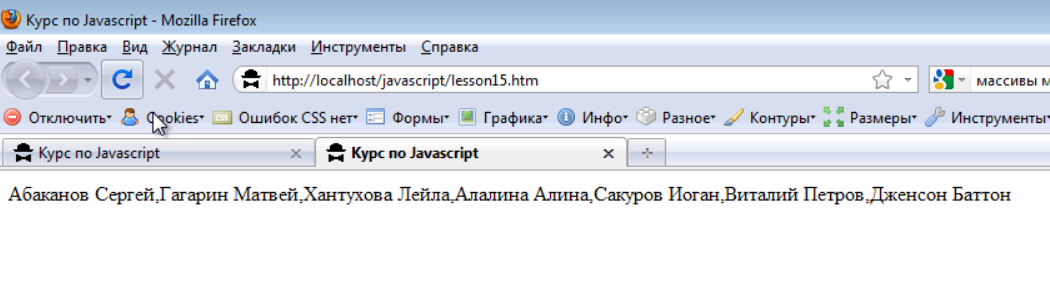 Курс по Javascript - Mozilla Firefox
Файл Правка Вид Журнал Закладки Инструменты Справка
http://localhost/javascript/lesson15.htm массивы
Отключить Cookies Ошибок CSS нет Формы Графика Инфо Разное Контуры Размеры Инструменты
Курс по Javascript Курс по Javascript
Абаканов Сергей,Гагарин Матвей,Хантухова Лейла,Алалина Алина,Сакуров Иоган,Виталий Петров,Дженсон Баттон